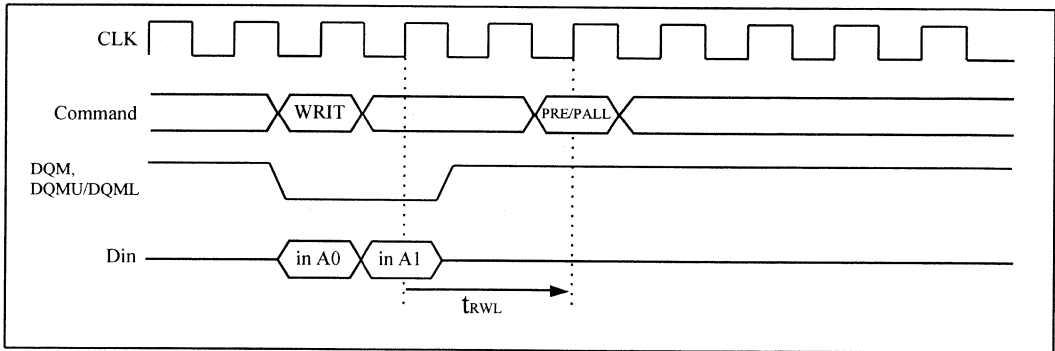 CLK
Command WRIT PRE/PALL
DQM,
DQMU/DQML
Din in A0 in A1
tRWL